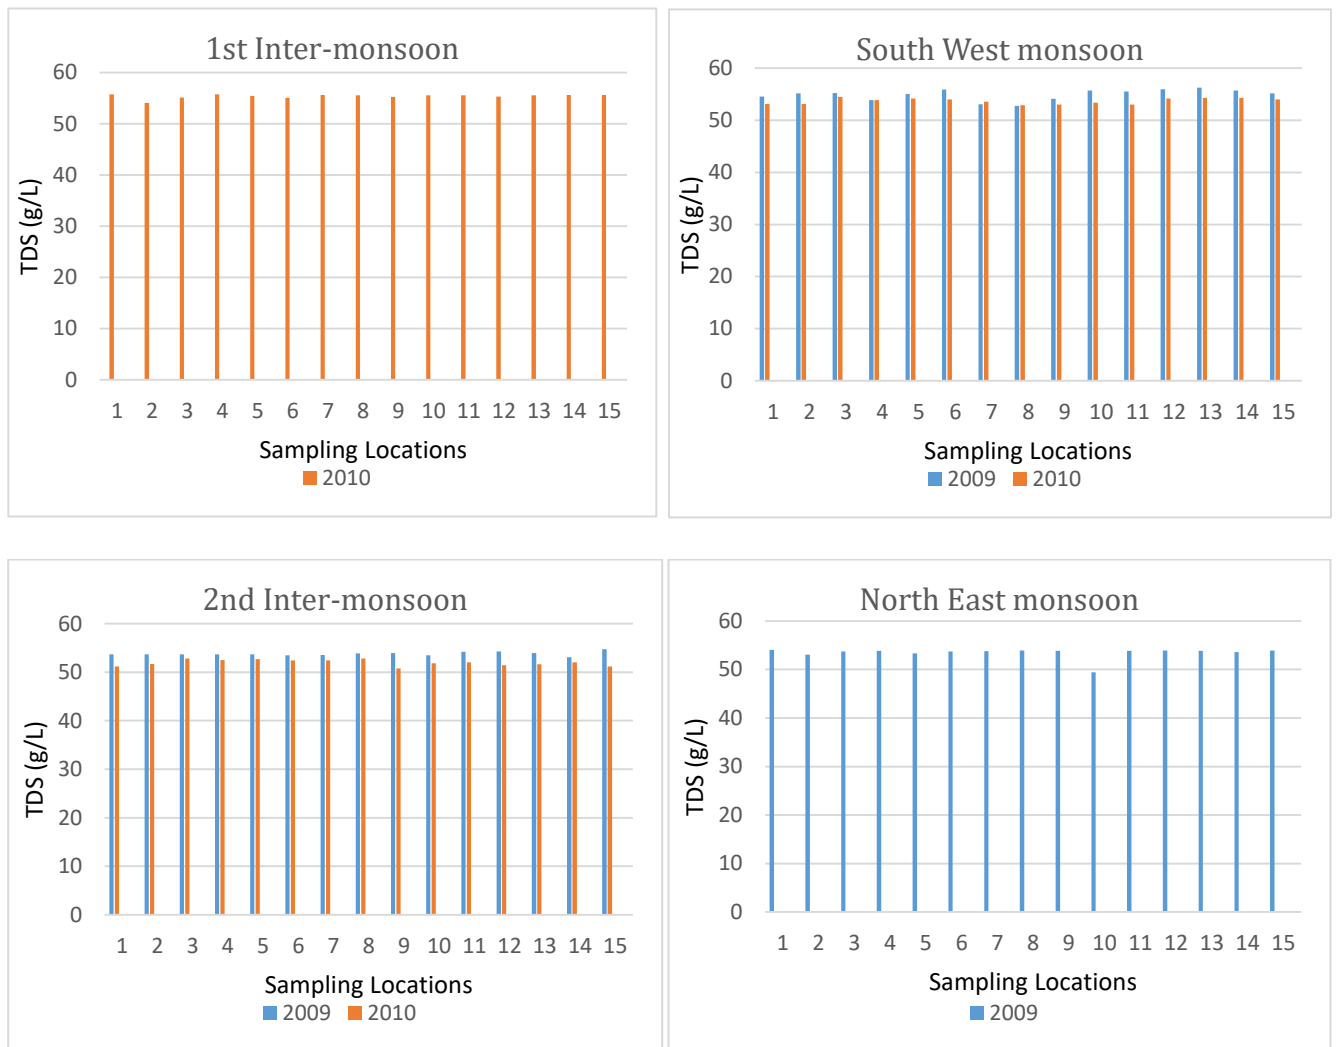 1st Inter-monsoon
60
50
40
30
20
10
0
TDS (g/L)
1 2 3 4 5 6 7 8 9 10 11 12 13 14 15
Sampling Locations
2010
South West monsoon
60
50
40
30
20
10
0
TDS (g/L)
1 2 3 4 5 6 7 8 9 10 11 12 13 14 15
Sampling Locations
2009 2010
2nd Inter-monsoon
60
50
40
30
20
10
0
TDS (g/L)
1 2 3 4 5 6 7 8 9 10 11 12 13 14 15
Sampling Locations
2009 2010
North East monsoon
60
50
40
30
20
10
0
TDS (g/L)
1 2 3 4 5 6 7 8 9 10 11 12 13 14 15
Sampling Locations
2009